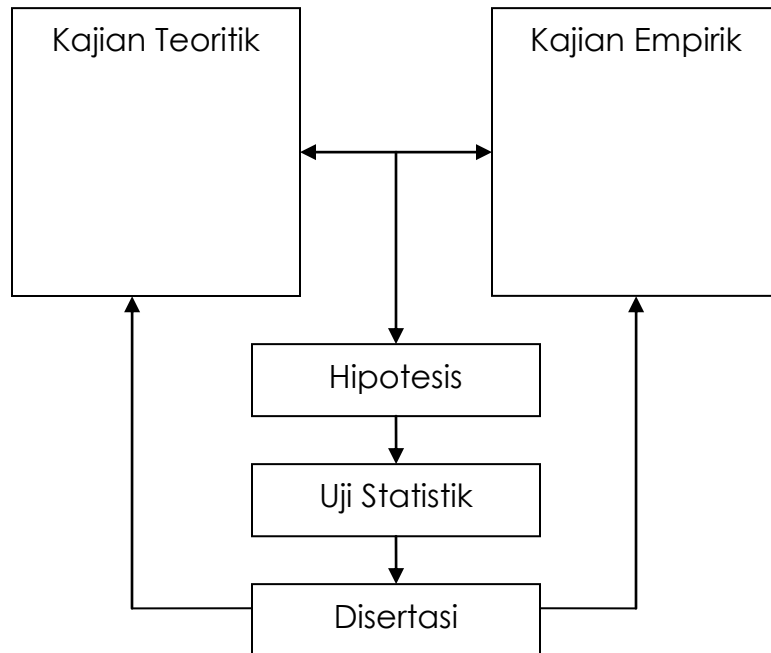 Kajian Teoritik
Kajian Empirik
Hipotesis
Uji Statistik
Disertasi